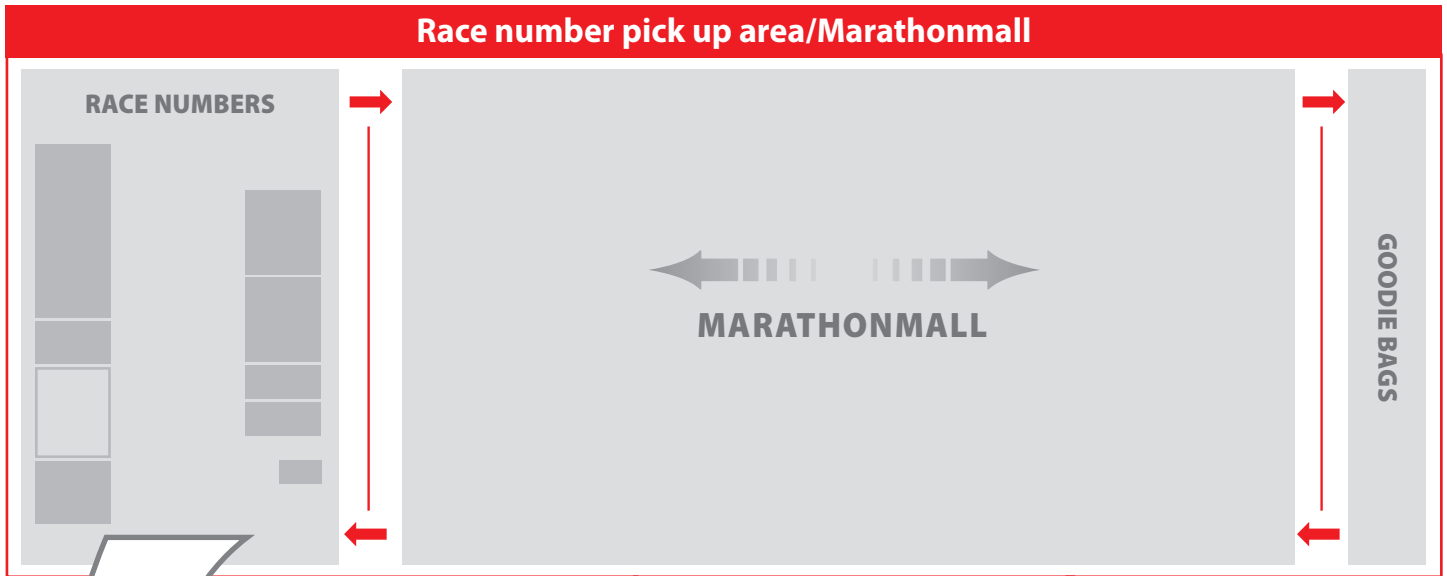 Race number pick up area/Marathonmall
RACE NUMBERS
MARATHONMALL
GOODIE BAGS